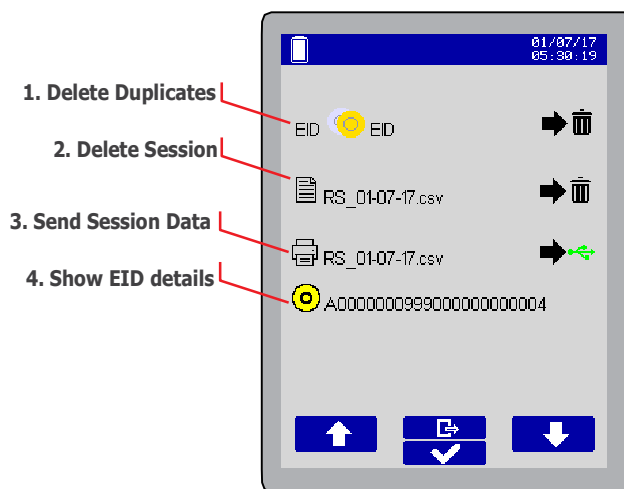 01/07/17
05:30:19
1. Delete Duplicates
EID EID
2. Delete Session
RS_01-07-17.csv
3. Send Session Data
RS_01-07-17.csv
4. Show EID details
A0000000999000000000004